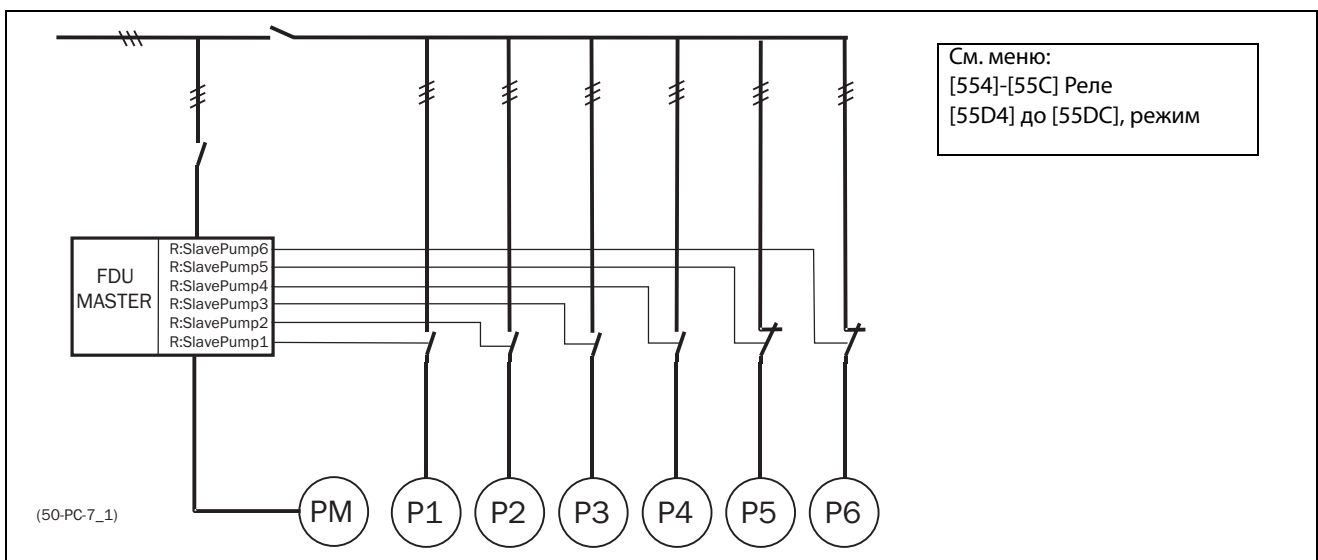 См. меню:
[554]-[55C] Реле
[55D4] до [55DC], режим
FDU
MASTER
R:SlavePump6
R:SlavePump5
R:SlavePump4
R:SlavePump3
R:SlavePump2
R:SlavePump1
(50-PC-7_1)
PM
P1
P2
P3
P4
P5
P6